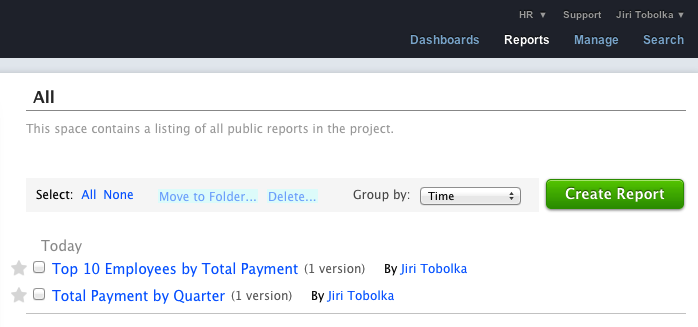 HR ▼ Support Jiri Tobolka ▼
Dashboards Reports Manage Search
All
This space contains a listing of all public reports in the project.
Select: All None Move to Folder... Delete... Group by: Time Create Report
Today
Top 10 Employees by Total Payment (1 version) By Jiri Tobolka
Total Payment by Quarter (1 version) By Jiri Tobolka